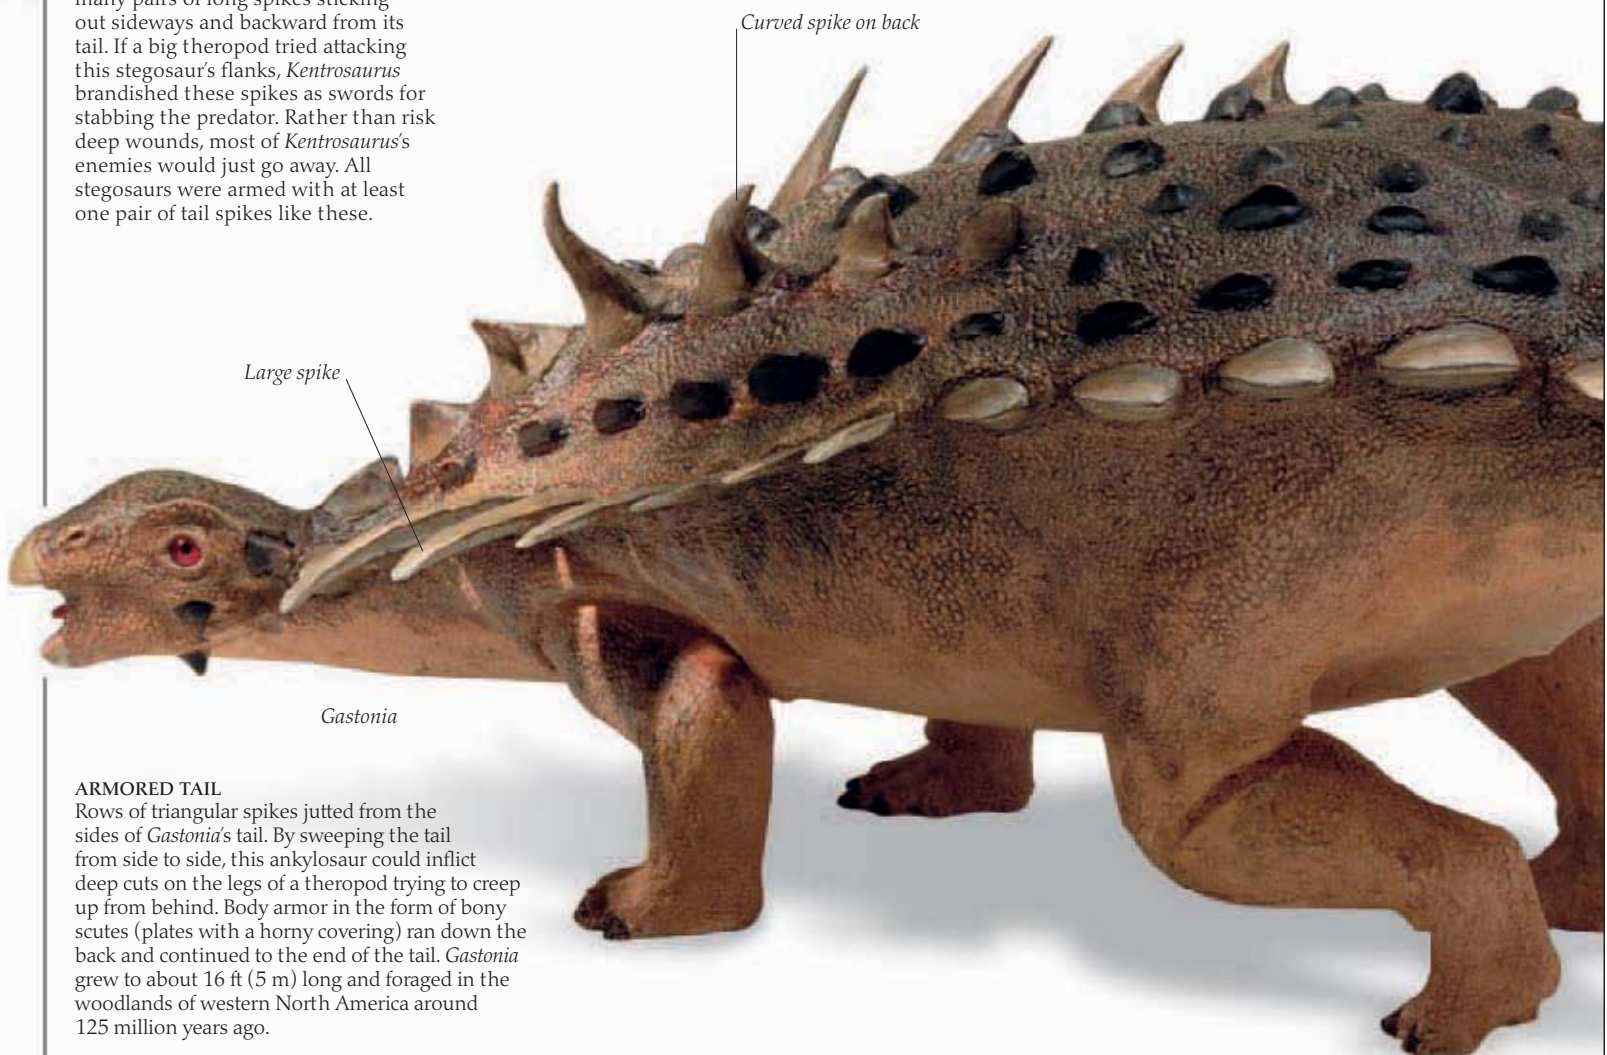 many pairs of long spikes sticking
out sideways and backward from its
tail. If a big theropod tried attacking
this stegosaur’s flanks, Kentrosaurus
brandished these spikes as swords for
stabbing the predator. Rather than risk
deep wounds, most of Kentrosaurus’s
enemies would just go away. All
stegosaurs were armed with at least
one pair of tail spikes like these.
Curved spike on back
Large spike
Gastonia
ARMORED TAIL
Rows of triangular spikes jutted from the
sides of Gastonia’s tail. By sweeping the tail
from side to side, this ankylosaur could inflict
deep cuts on the legs of a theropod trying to creep
up from behind. Body armor in the form of bony
scutes (plates with a horny covering) ran down the
back and continued to the end of the tail. Gastonia
grew to about 16 ft (5 m) long and foraged in the
woodlands of western North America around
125 million years ago.